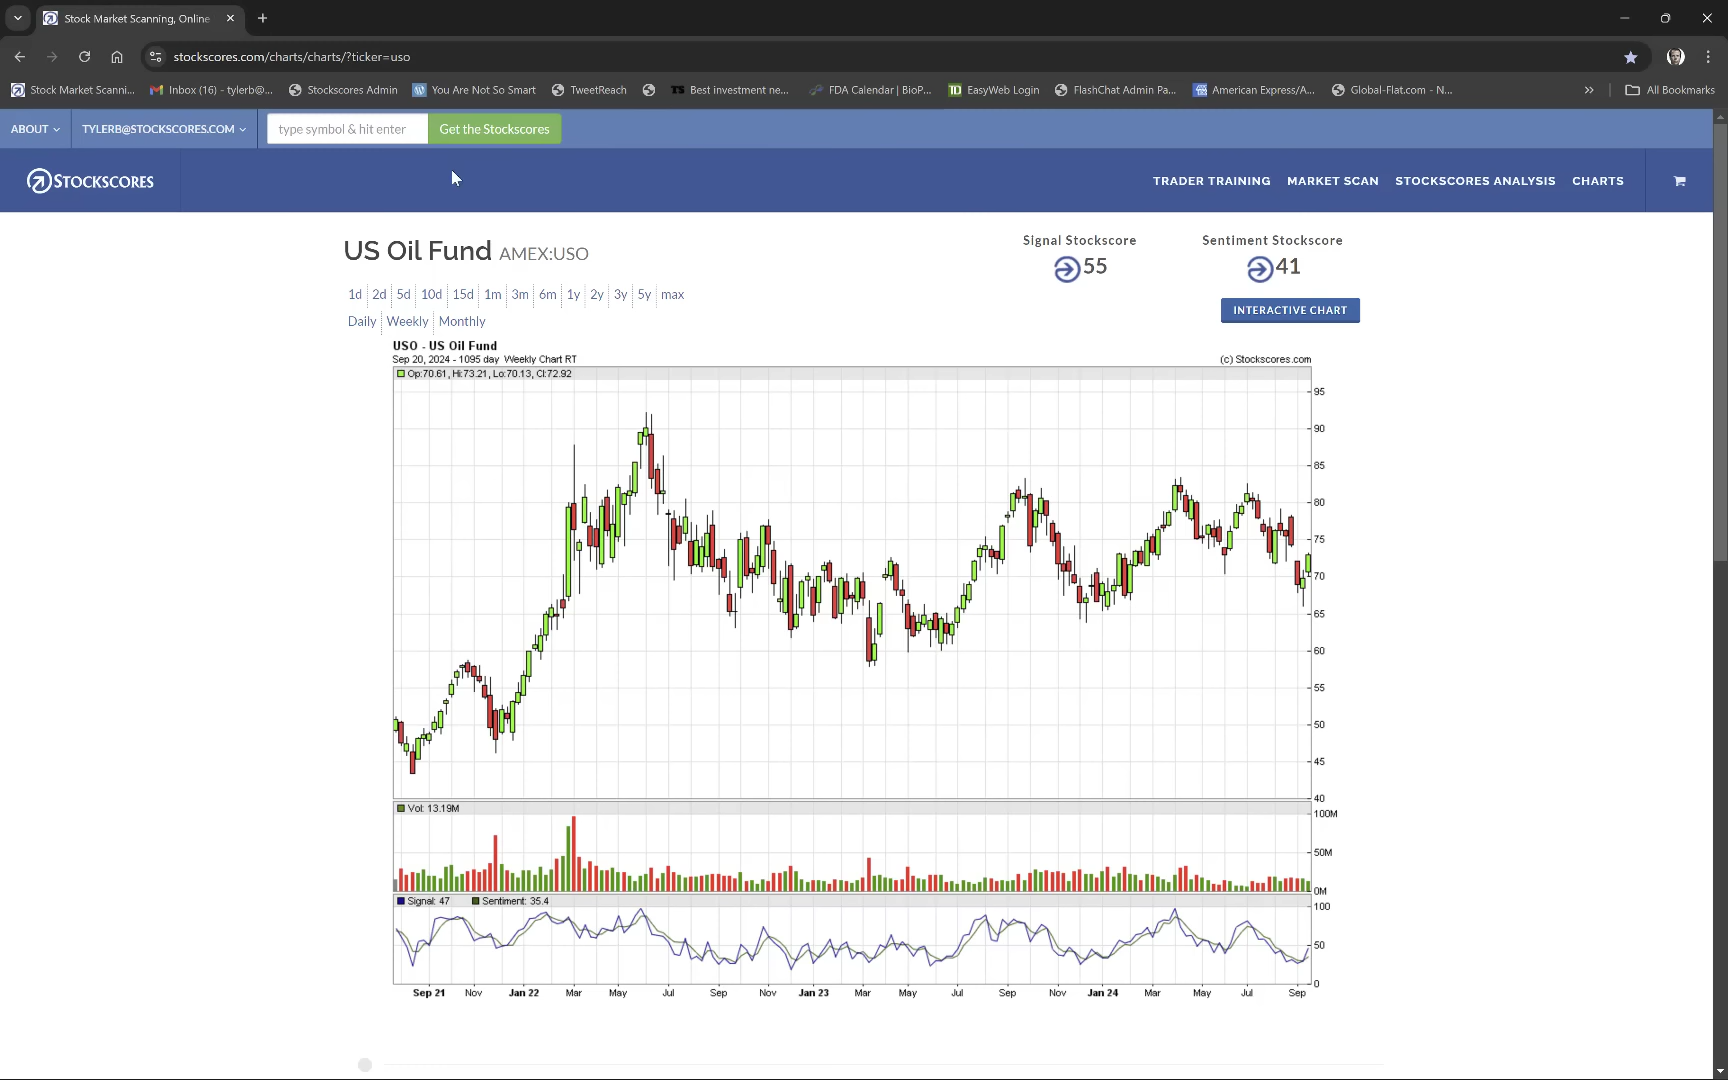 Stock Market Scanning, Online
stockscores.com/charts/charts/?ticker=uso
Stock Market Scanni... Inbox (16) - tylerb@... Stockscores Admin You Are Not So Smart TweetReach TS Best investment ne... FDA Calendar | BioP... TD EasyWeb Login FlashChat Admin Pa... American Express/A... Global-Flat.com - N... » All Bookmarks
ABOUT TYLERB@STOCKSCORES.COM type symbol & hit enter Get the Stockscores
STOCKSCORES TRADER TRAINING MARKET SCAN STOCKSCORES ANALYSIS CHARTS
Signal Stockscore Sentiment Stockscore
US Oil Fund AMEX:USO
55 41
1d 2d 5d 10d 15d 1m 3m 6m 1y 2y 3y 5y max
INTERACTIVE CHART
Daily Weekly Monthly
USO - US Oil Fund
Sep 20, 2024 - 1095 day Weekly Chart RT (c) Stockscores.com
Op:70.61, Hi:73.21, Lo:70.13, Cl:72.92
95
90
85
80
75
70
65
60
55
50
45
40
Vol: 13.19M
100M
50M
0M
Signal: 47 Sentiment: 35.4
100
50
0
Sep 21 Nov Jan 22 Mar May Jul Sep Nov Jan 23 Mar May Jul Sep Nov Jan 24 Mar May Jul Sep